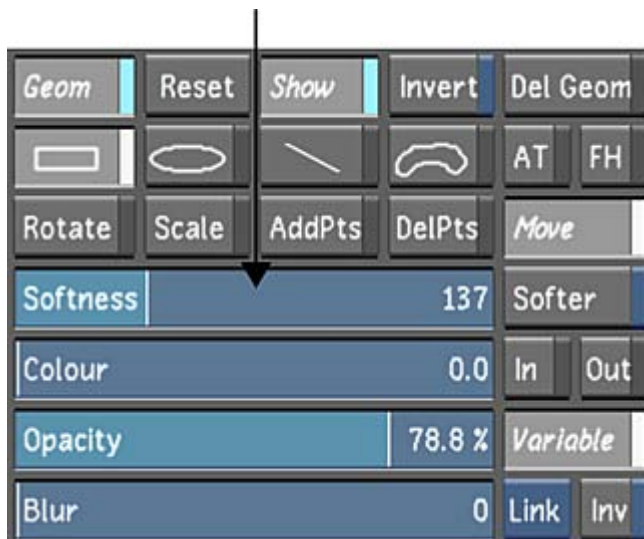 Geom Reset Show Invert Del Geom
AT FH
Rotate Scale AddPts DelPts Move
Softness 137 Softer
Colour 0.0 In Out
Opacity 78.8 % Variable
Blur 0 Link Inv